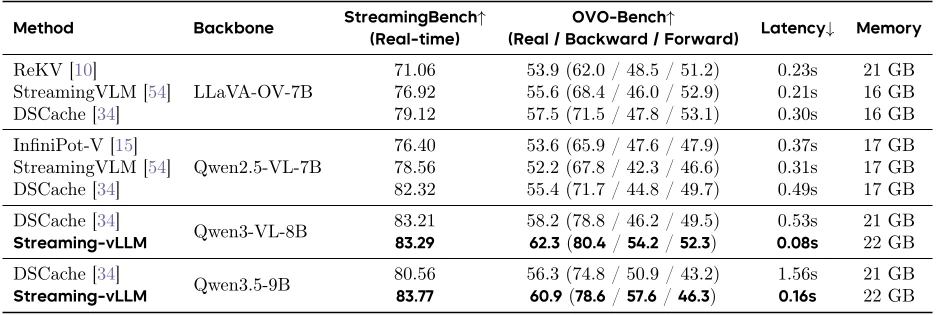 Method Backbone StreamingBench↑ (Real-time) OVO-Bench↑ (Real / Backward / Forward) Latency↓ Memory
ReKV [10] 71.06 53.9 (62.0 / 48.5 / 51.2) 0.23s 21 GB
StreamingVLM [54] LLaVA-OV-7B 76.92 55.6 (68.4 / 46.0 / 52.9) 0.21s 16 GB
DSCache [34] 79.12 57.5 (71.5 / 47.8 / 53.1) 0.30s 16 GB
InfiniPot-V [15] 76.40 53.6 (65.9 / 47.6 / 47.9) 0.37s 17 GB
StreamingVLM [54] Qwen2.5-VL-7B 78.56 52.2 (67.8 / 42.3 / 46.6) 0.31s 17 GB
DSCache [34] 82.32 55.4 (71.7 / 44.8 / 49.7) 0.49s 17 GB
DSCache [34] Qwen3-VL-8B 83.21 58.2 (78.8 / 46.2 / 49.5) 0.53s 21 GB
Streaming-vLLM 83.29 62.3 (80.4 / 54.2 / 52.3) 0.08s 22 GB
DSCache [34] Qwen3.5-9B 80.56 56.3 (74.8 / 50.9 / 43.2) 1.56s 21 GB
Streaming-vLLM 83.77 60.9 (78.6 / 57.6 / 46.3) 0.16s 22 GB